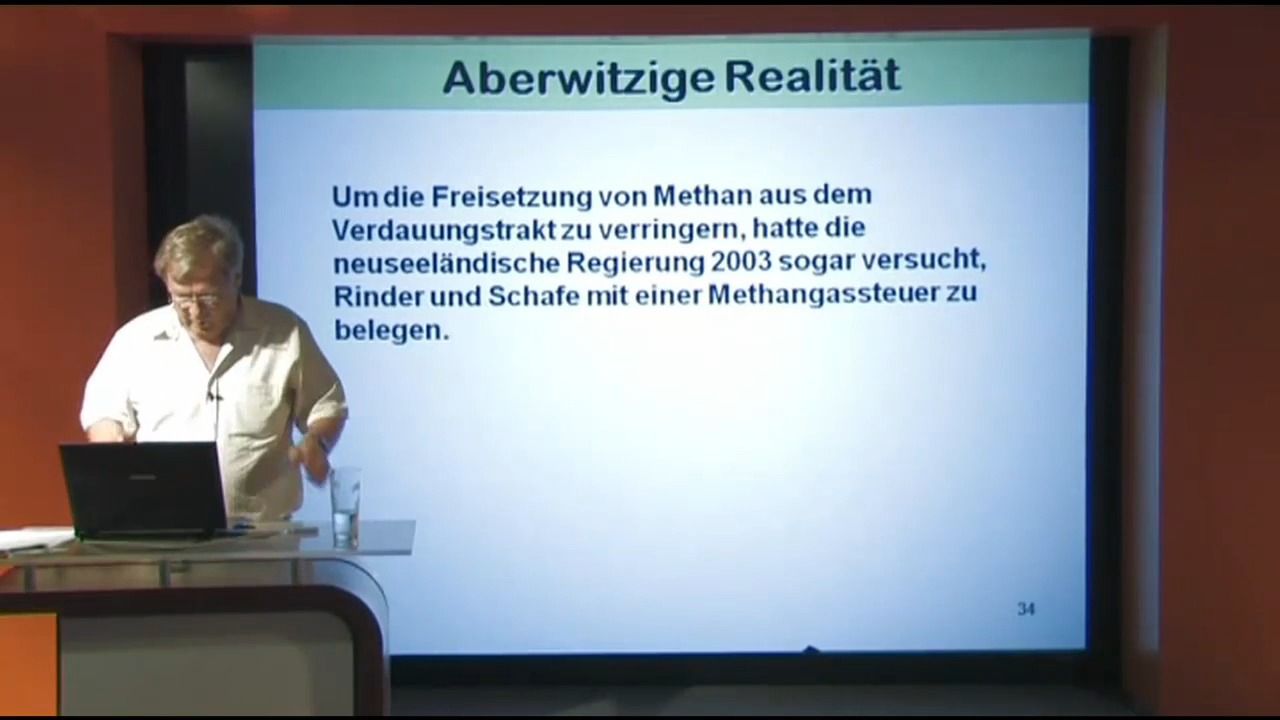 Aberwitzige Realität
Um die Freisetzung von Methan aus dem
Verdauungstrakt zu verringern, hatte die
neuseeländische Regierung 2003 sogar versucht,
Rinder und Schafe mit einer Methangassteuer zu
belegen.
34